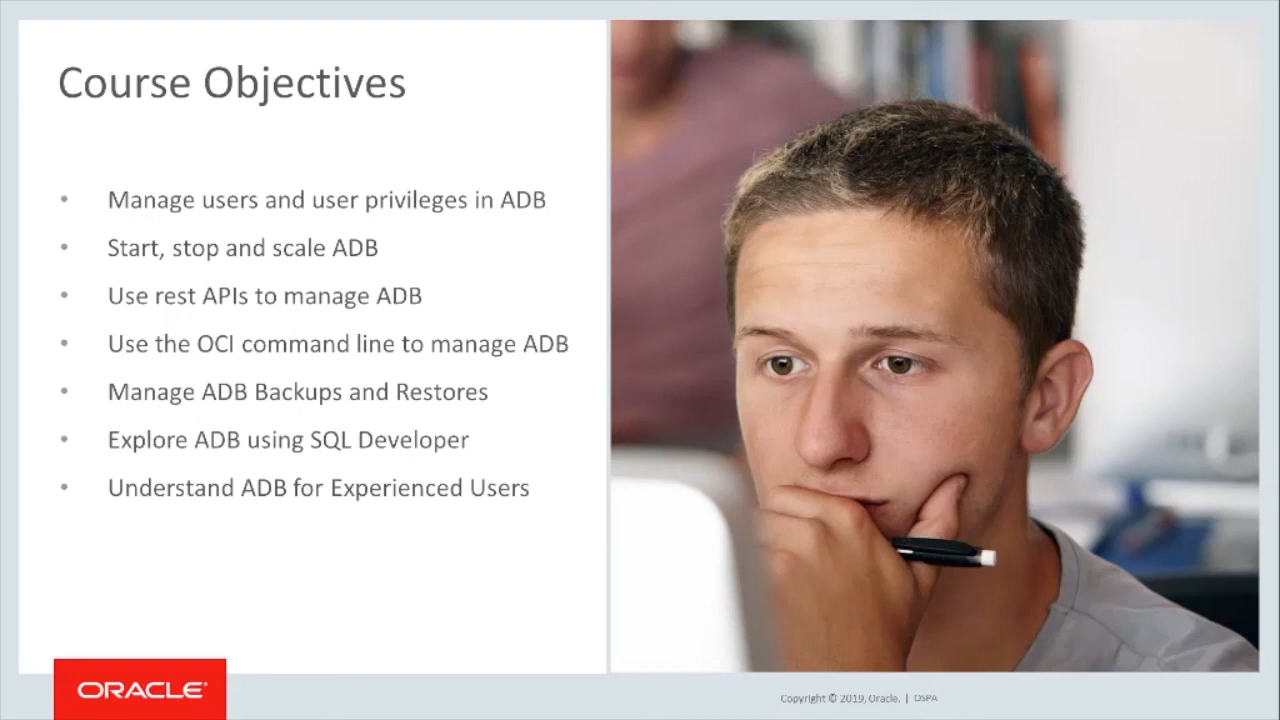 Course Objectives
• Manage users and user privileges in ADB
• Start, stop and scale ADB
• Use rest APIs to manage ADB
• Use the OCI command line to manage ADB
• Manage ADB Backups and Restores
• Explore ADB using SQL Developer
• Understand ADB for Experienced Users
ORACLE®
Copyright © 2019, Oracle. | OSPA